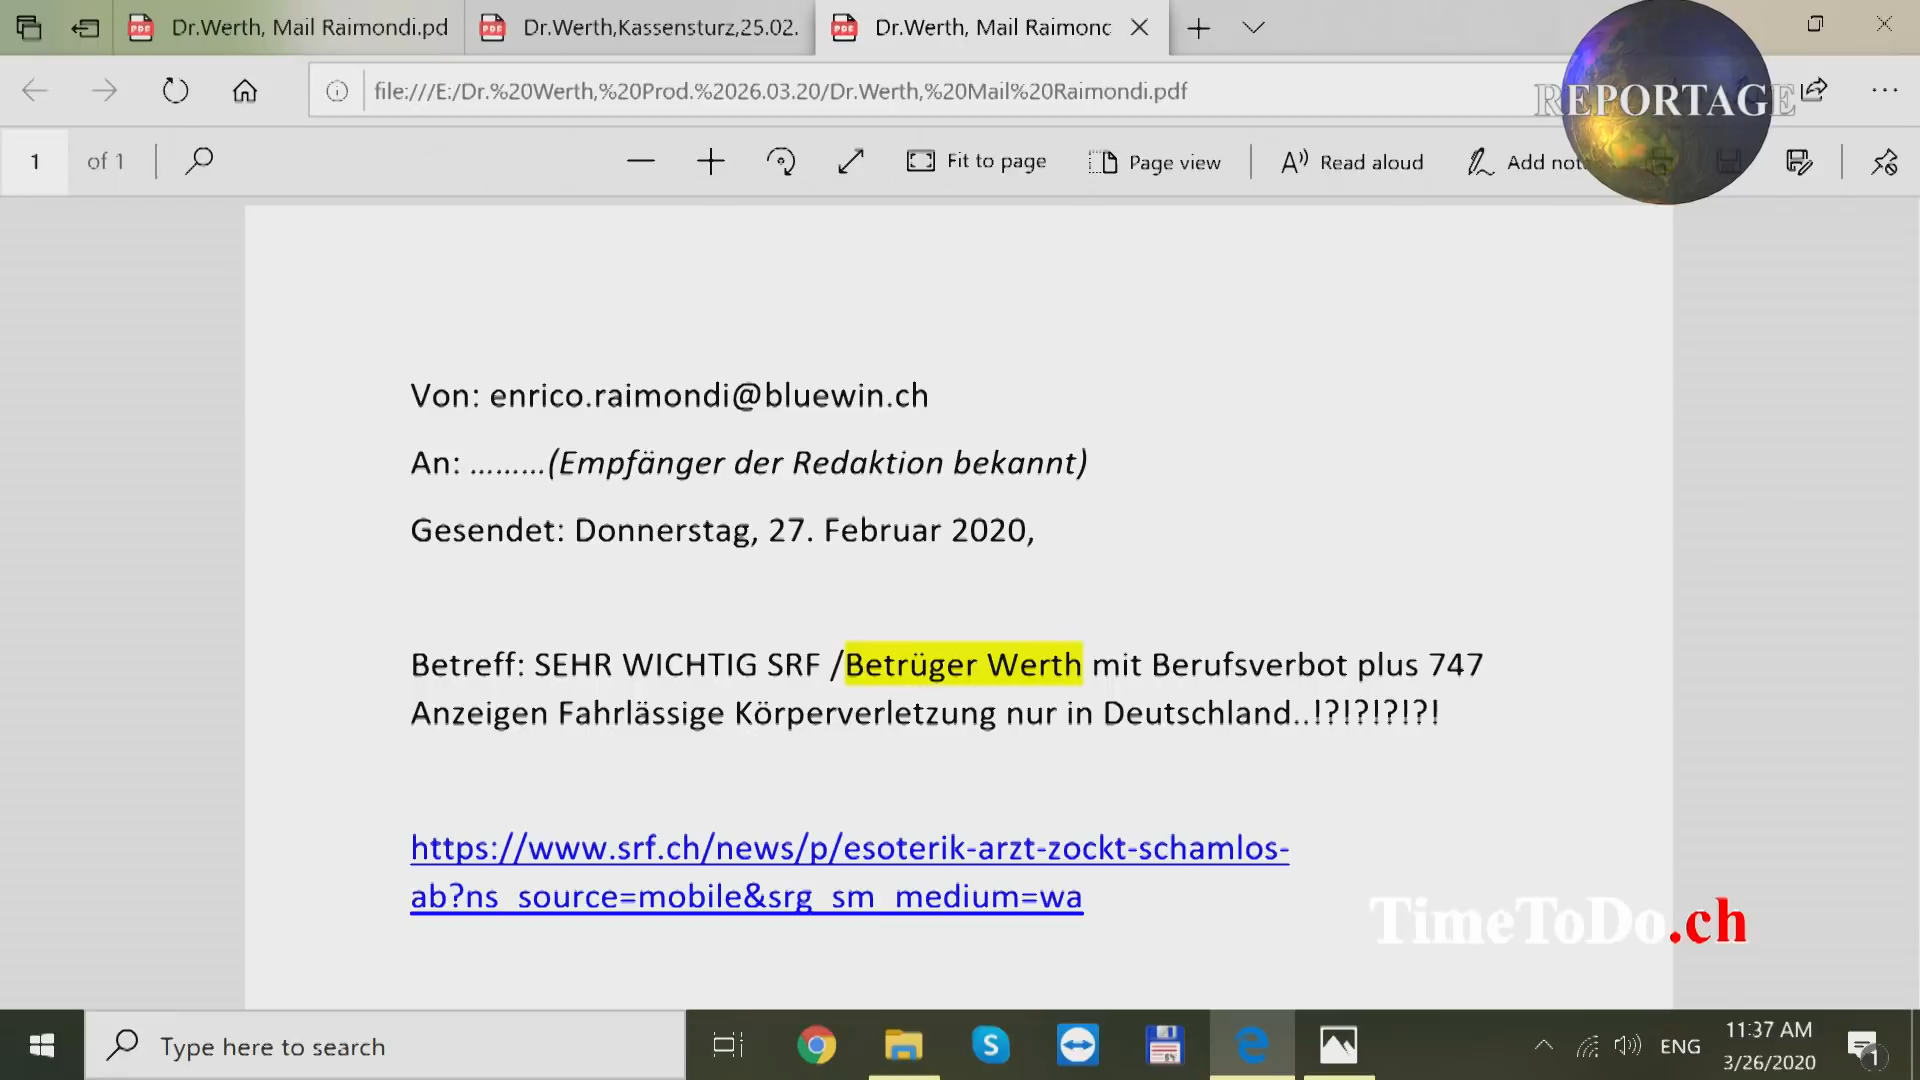 Dr.Werth, Mail Raimondi.pd
Dr.Werth,Kassensturz,25.02.
Dr.Werth, Mail Raimonc
file:///E:/Dr.%20Werth,%20Prod.%2026.03.20/Dr.Werth,%20Mail%20Raimondi.pdf
REPORTAGE
1 of 1
Fit to page
Page view
Read aloud
Add not
Von: enrico.raimondi@bluewin.ch
An: .........(Empfänger der Redaktion bekannt)
Gesendet: Donnerstag, 27. Februar 2020,
Betreff: SEHR WICHTIG SRF /Betrüger Werth mit Berufsverbot plus 747
Anzeigen Fahrlässige Körperverletzung nur in Deutschland..!?!?!?!?!
https://www.srf.ch/news/p/esoterik-arzt-zockt-schamlos-
ab?ns_source=mobile&srg_sm_medium=wa
TimeToDo.ch
Type here to search
ENG
11:37 AM
3/26/2020
1